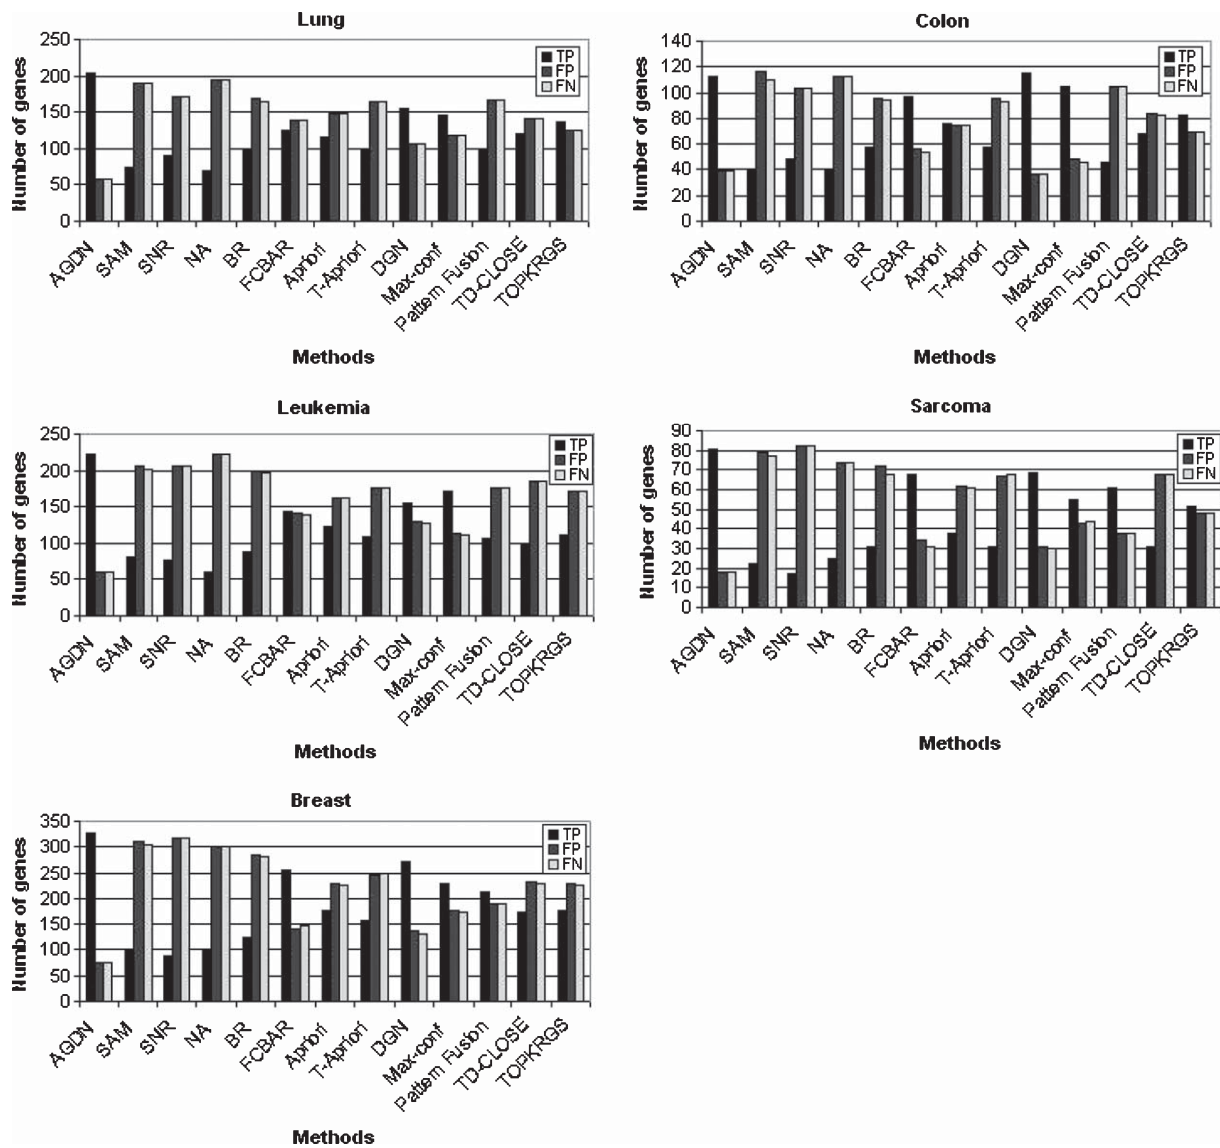 Lung
250
200
150
100
50
0
Number of genes
TP
FP
FN
AGDN
SAM
SNR
NA
BR
FCBAR
Apriori
T-Apriori
DGN
Max-conf
Pattern Fusion
TD-CLOSE
TOPKRGS
Methods
Colon
140
120
100
80
60
40
20
0
Number of genes
TP
FP
FN
AGDN
SAM
SNR
NA
BR
FCBAR
Apriori
T-Apriori
DGN
Max-conf
Pattern Fusion
TD-CLOSE
TOPKRGS
Methods
Leukemia
250
200
150
100
50
0
Number of genes
TP
FP
FN
AGDN
SAM
SNR
NA
BR
FCBAR
Apriori
T-Apriori
DGN
Max-conf
Pattern Fusion
TD-CLOSE
TOPKRGS
Methods
Sarcoma
90
80
70
60
50
40
30
20
10
0
Number of genes
TP
FP
FN
AGDN
SAM
SNR
NA
BR
FCBAR
Apriori
T-Apriori
DGN
Max-conf
Pattern Fusion
TD-CLOSE
TOPKRGS
Methods
Breast
350
300
250
200
150
100
50
0
Number of genes
TP
FP
FN
AGDN
SAM
SNR
NA
BR
FCBAR
Apriori
T-Apriori
DGN
Max-conf
Pattern Fusion
TD-CLOSE
TOPKRGS
Methods